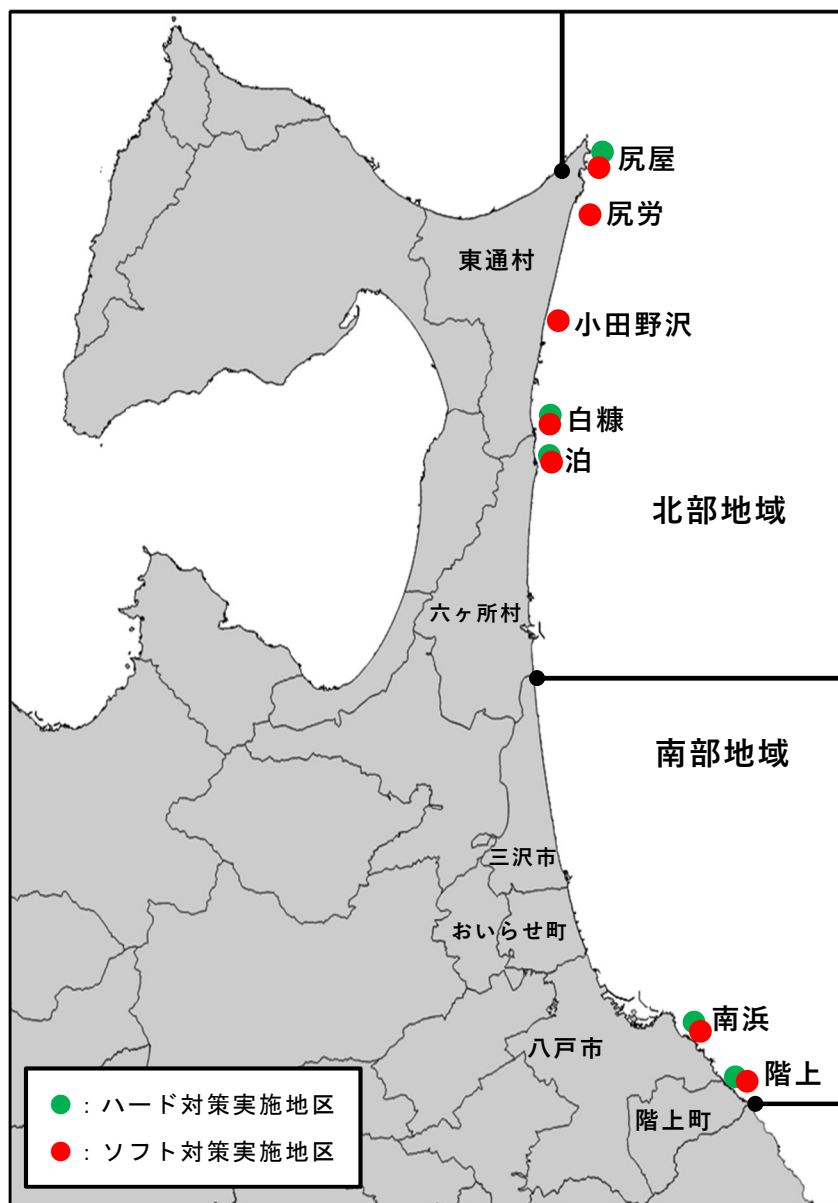 尻屋
尻労
東通村
小田野沢
白糠
泊
北部地域
六ヶ所村
南部地域
三沢市
おいらせ町
南浜
八戸市
階上
階上町
：ハード対策実施地区
：ソフト対策実施地区